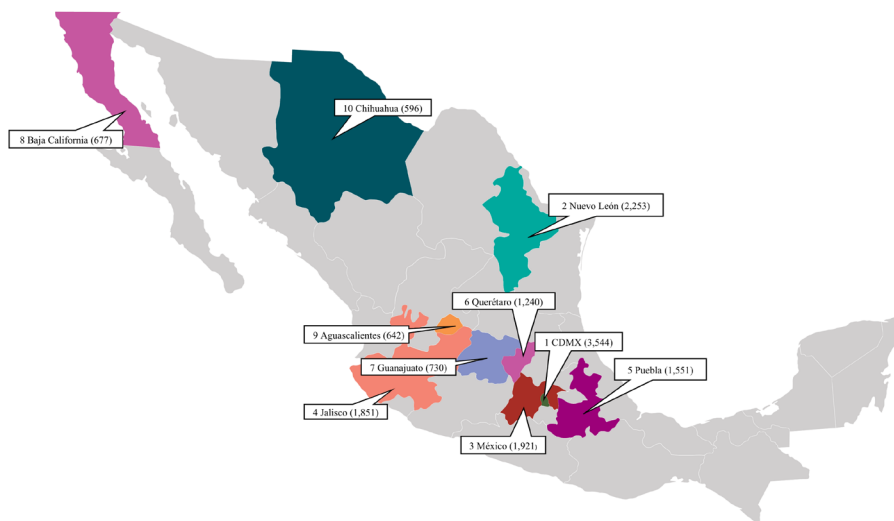 10 Chihuahua (596)
8 Baja California (677)
2 Nuevo León (2,253)
6 Querétaro (1,240)
9 Aguascalientes (642)
1 CDMX (3,544)
7 Guanajuato (730)
5 Puebla (1,551)
4 Jalisco (1,851)
3 México (1,921)